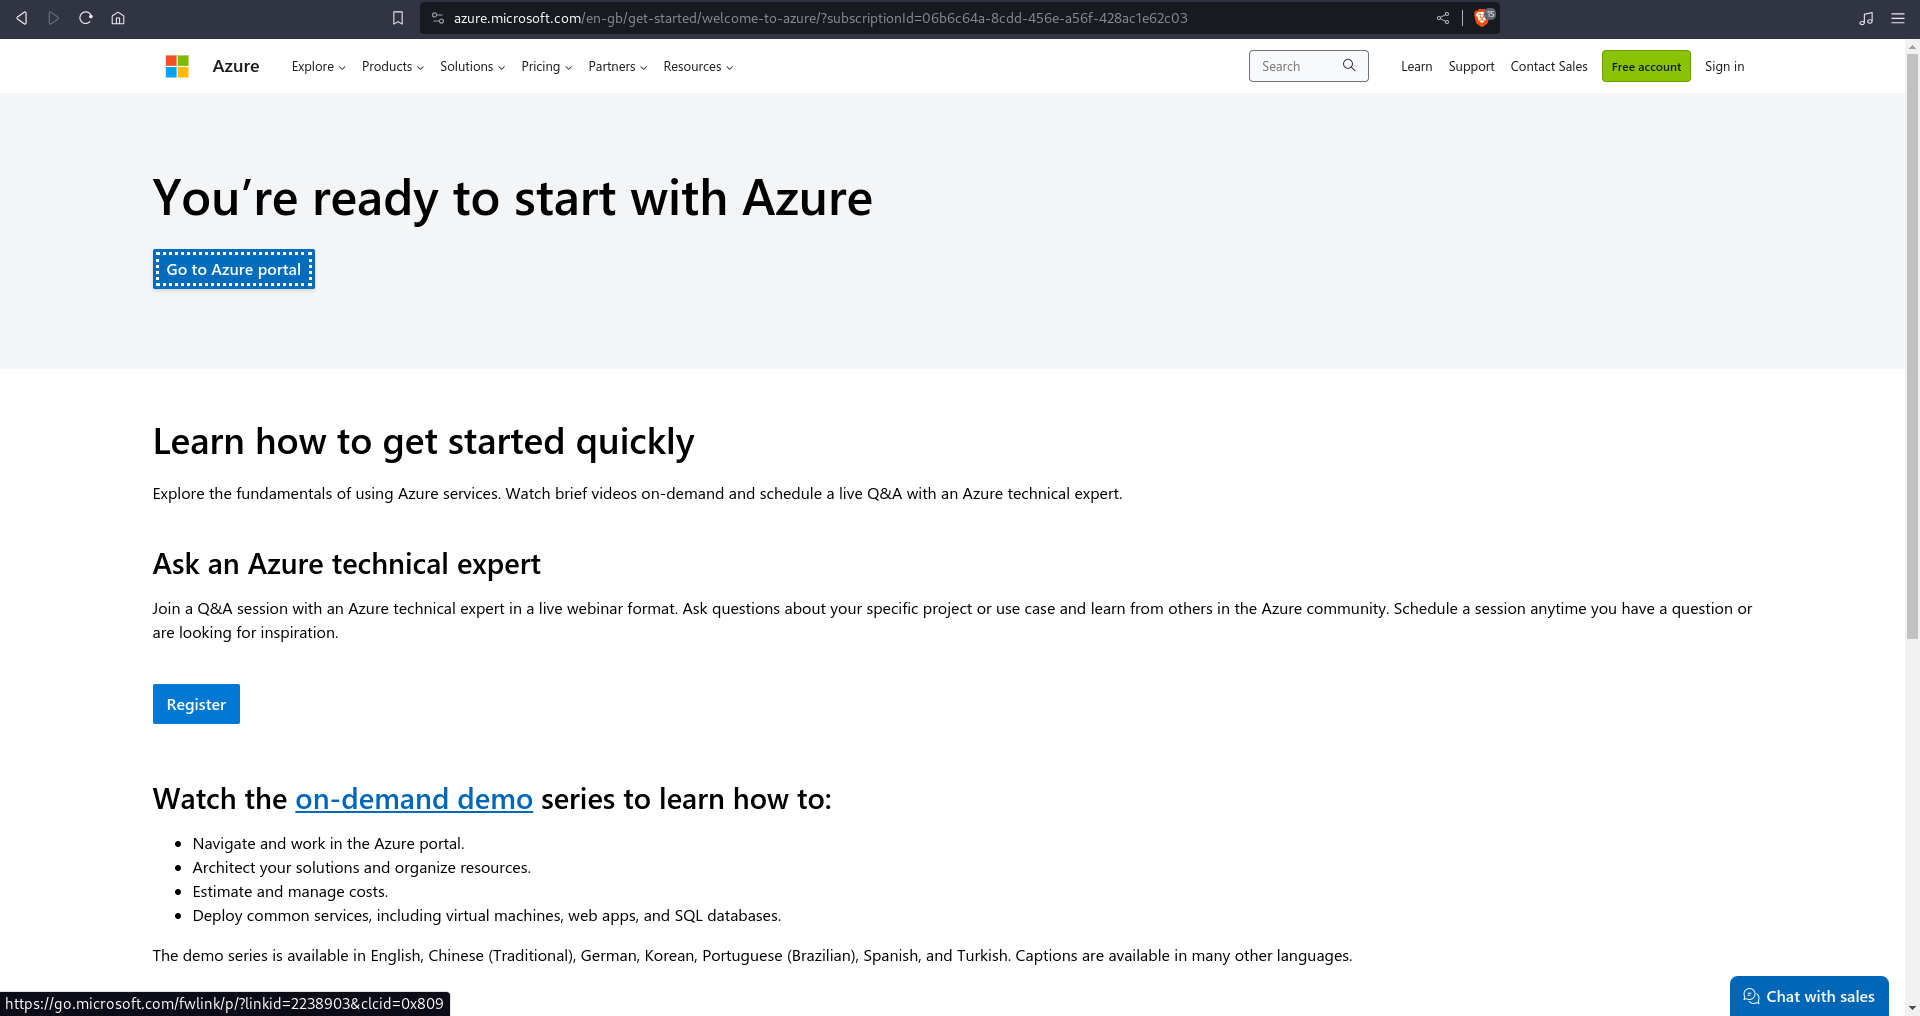 azure.microsoft.com/en-gb/get-started/welcome-to-azure/?subscriptionId=06b6c64a-8cdd-456e-a56f-428ac1e62c03
15
Azure
Explore
Products
Solutions
Pricing
Partners
Resources
Search
Learn
Support
Contact Sales
Free account
Sign in
You’re ready to start with Azure
Go to Azure portal
Learn how to get started quickly
Explore the fundamentals of using Azure services. Watch brief videos on-demand and schedule a live Q&A with an Azure technical expert.
Ask an Azure technical expert
Join a Q&A session with an Azure technical expert in a live webinar format. Ask questions about your specific project or use case and learn from others in the Azure community. Schedule a session anytime you have a question or
are looking for inspiration.
Register
Watch the on-demand demo series to learn how to:
• Navigate and work in the Azure portal.
• Architect your solutions and organize resources.
• Estimate and manage costs.
• Deploy common services, including virtual machines, web apps, and SQL databases.
The demo series is available in English, Chinese (Traditional), German, Korean, Portuguese (Brazilian), Spanish, and Turkish. Captions are available in many other languages.
Chat with sales
https://go.microsoft.com/fwlink/p/?linkid=2238903&clcid=0x809